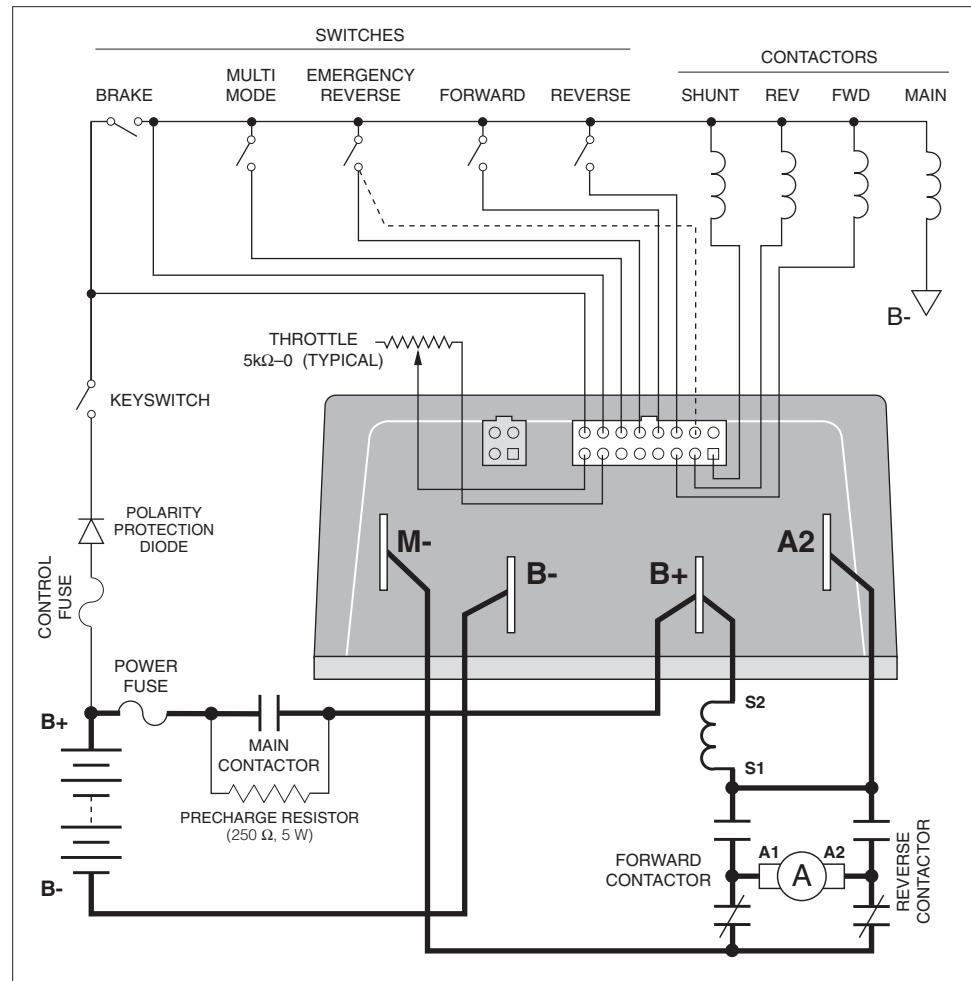 SWITCHES
CONTACTORS
BRAKE
MULTI
MODE
EMERGENCY
REVERSE
FORWARD
REVERSE
SHUNT
REV
FWD
MAIN
B-
THROTTLE
5kΩ–0 (TYPICAL)
KEYSWITCH
POLARITY
PROTECTION
DIODE
CONTROL
FUSE
M-
B-
B+
A2
POWER
FUSE
B+
MAIN
CONTACTOR
PRECHARGE RESISTOR
(250 Ω, 5 W)
B-
S2
S1
FORWARD
CONTACTOR
A1
A
A2
REVERSE
CONTACTOR